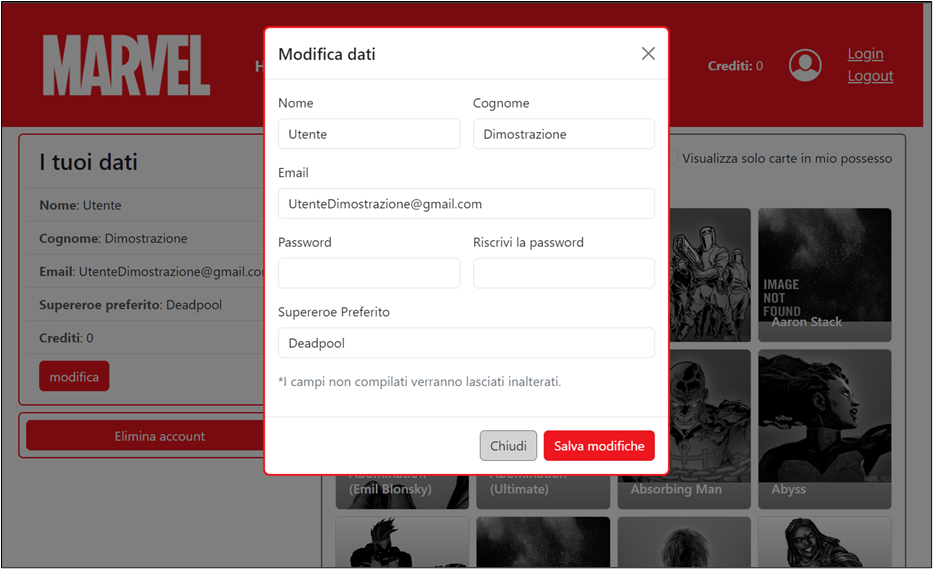 MARVEL
H
Crediti: 0
Login
Logout
Modifica dati
Nome
Cognome
Utente
Dimostrazione
Email
UtenteDimostrazione@gmail.com
Password
Riscrivi la password
Supereroe Preferito
Deadpool
*I campi non compilati verranno lasciati inalterati.
Chiudi
Salva modifiche
I tuoi dati
Nome: Utente
Cognome: Dimostrazione
Email: UtenteDimostrazione@gmail.co
Supereroe preferito: Deadpool
Crediti: 0
modifica
Elimina account
Visualizza solo carte in mio possesso
IMAGE
NOT
FOUND
Aaron Stack
Abomination
(Emil Blonsky)
Abomination
(Ultimate)
Absorbing Man
Abyss